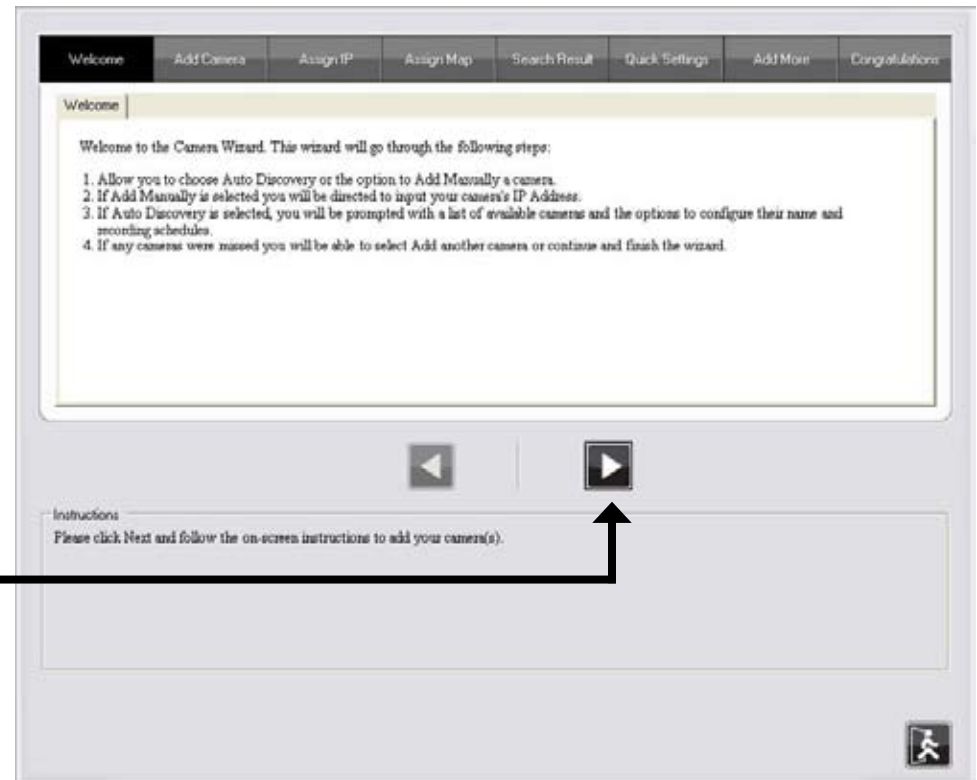 Welcome Add Camera Assign IP Assign Map Search Result Quick Settings Add More Congratulations
Welcome
Welcome to the Camera Wizard. This wizard will go through the following steps:
1. Allow you to choose Auto Discovery or the option to Add Manually a camera.
2. If Add Manually is selected you will be directed to input your camera's IP Address.
3. If Auto Discovery is selected, you will be prompted with a list of available cameras and the options to configure their name and
recording schedules.
4. If any cameras were missed you will be able to select Add another camera or continue and finish the wizard.
Instructions
Please click Next and follow the on-screen instructions to add your camera(s).